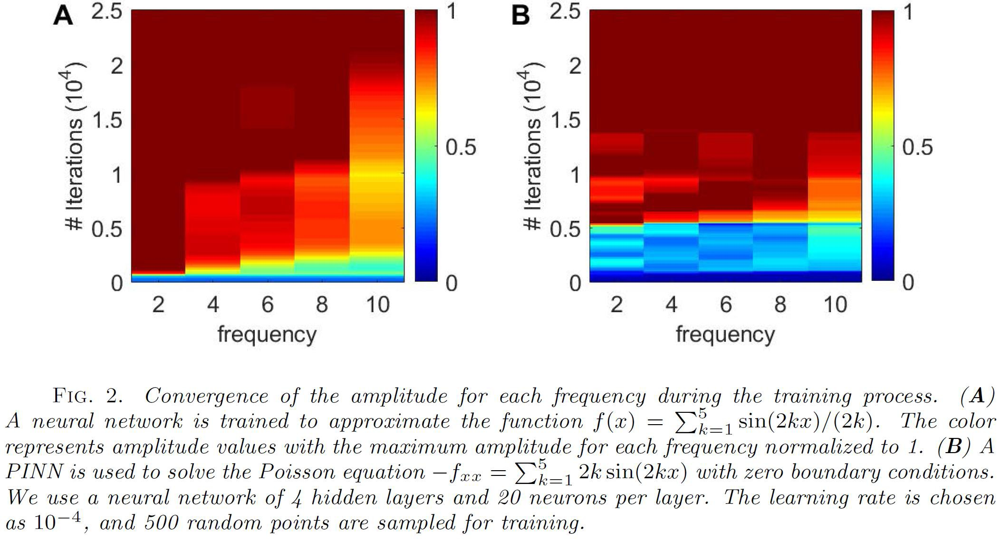 A
2.5
2
1.5
1
0.5
0
# Iterations (10^4)
2 4 6 8 10
frequency
1
0.5
0
B
2.5
2
1.5
1
0.5
0
# Iterations (10^4)
2 4 6 8 10
frequency
1
0.5
0
FIG. 2. Convergence of the amplitude for each frequency during the training process. (A)
A neural network is trained to approximate the function f(x) = ∑_{k=1}^{5} sin(2kx)/(2k). The color
represents amplitude values with the maximum amplitude for each frequency normalized to 1. (B) A
PINN is used to solve the Poisson equation −f_{xx} = ∑_{k=1}^{5} 2k sin(2kx) with zero boundary conditions.
We use a neural network of 4 hidden layers and 20 neurons per layer. The learning rate is chosen
as 10^{−4}, and 500 random points are sampled for training.